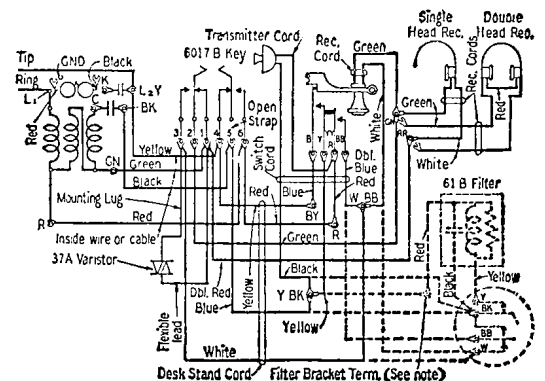 Transmitter Cord
Single
Head Rec.
Double
Head Rec.
6017 B Key
Rec.
Cord
Green
Tip
GND
Black
Ring
K
L1
L2 Y
C
BK
Rec. Cords
White
Green
Red
RR
White
Red
Open
Strap
3 2 1 4 5 6
B Y R BB
Yellow
GN
Green
Black
Switch
Cord
Dbl.
Blue
Red
Blue
W BB
61 B Filter
Mounting Lug
R
Red
Red
BY
R
Inside wire or cable
37A Varistor
Green
Black
Red
Black
Yellow
Dbl. Red
Blue
Yellow
Y BK
Yellow
Y
BK
BB
W
Flexible
lead
White
Desk Stand Cord
Filter Bracket Term. (See note)